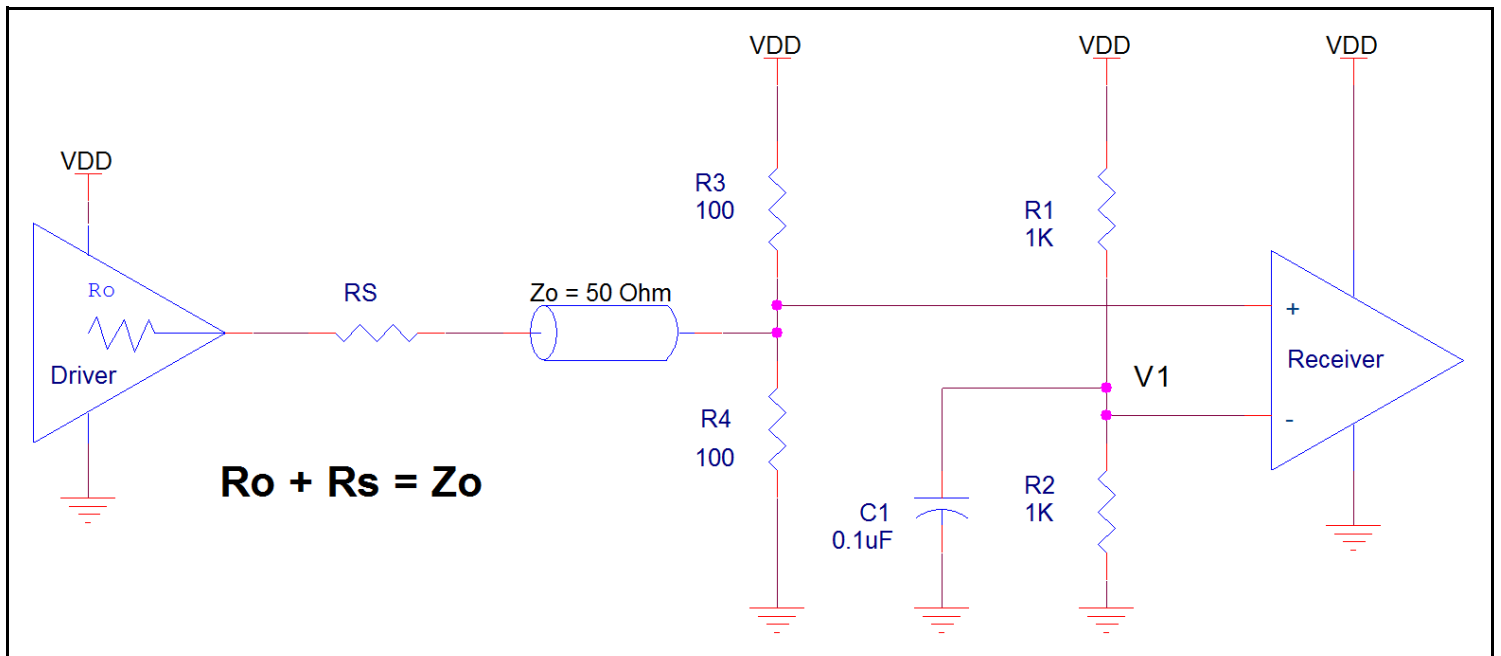 VDD
VDD
VDD
VDD
R3
100
R1
1K
Ro
RS
Zo = 50 Ohm
+
Driver
Receiver
V1
-
R4
100
Ro + Rs = Zo
C1
0.1uF
R2
1K